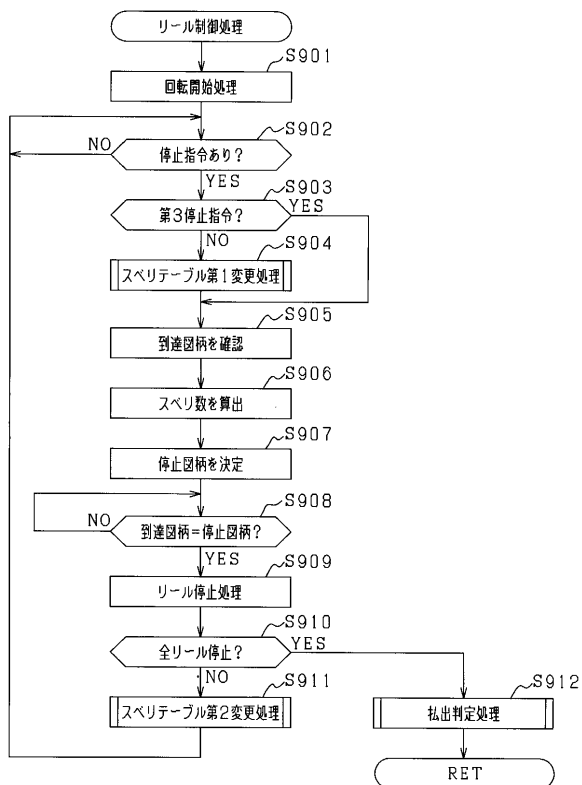 リール制御処理
S901
回転開始処理
S902
停止指令あり?
NO
YES
S903
第3停止指令?
YES
NO
S904
スベリテーブル第1変更処理
S905
到達図柄を確認
S906
スベリ数を算出
S907
停止図柄を決定
S908
到達図柄=停止図柄?
NO
YES
S909
リール停止処理
S910
全リール停止?
YES
NO
S911
スベリテーブル第2変更処理
S912
払出判定処理
RET